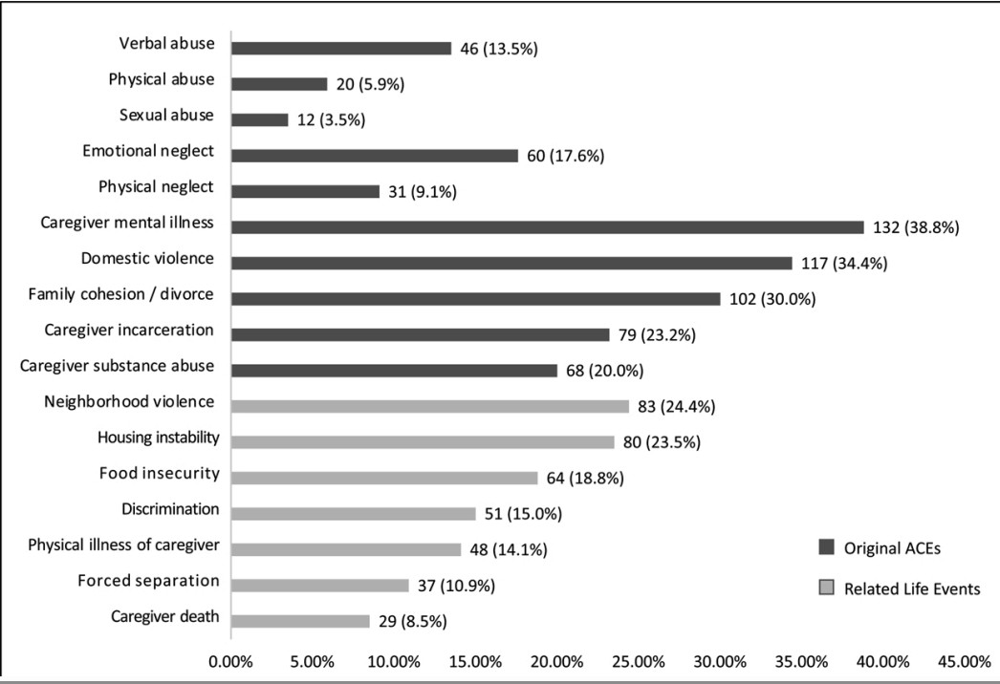 Verbal abuse 46 (13.5%)
Physical abuse 20 (5.9%)
Sexual abuse 12 (3.5%)
Emotional neglect 60 (17.6%)
Physical neglect 31 (9.1%)
Caregiver mental illness 132 (38.8%)
Domestic violence 117 (34.4%)
Family cohesion / divorce 102 (30.0%)
Caregiver incarceration 79 (23.2%)
Caregiver substance abuse 68 (20.0%)
Neighborhood violence 83 (24.4%)
Housing instability 80 (23.5%)
Food insecurity 64 (18.8%)
Discrimination 51 (15.0%)
Physical illness of caregiver 48 (14.1%)
Original ACEs
Forced separation 37 (10.9%)
Related Life Events
Caregiver death 29 (8.5%)
0.00% 5.00% 10.00% 15.00% 20.00% 25.00% 30.00% 35.00% 40.00% 45.00%